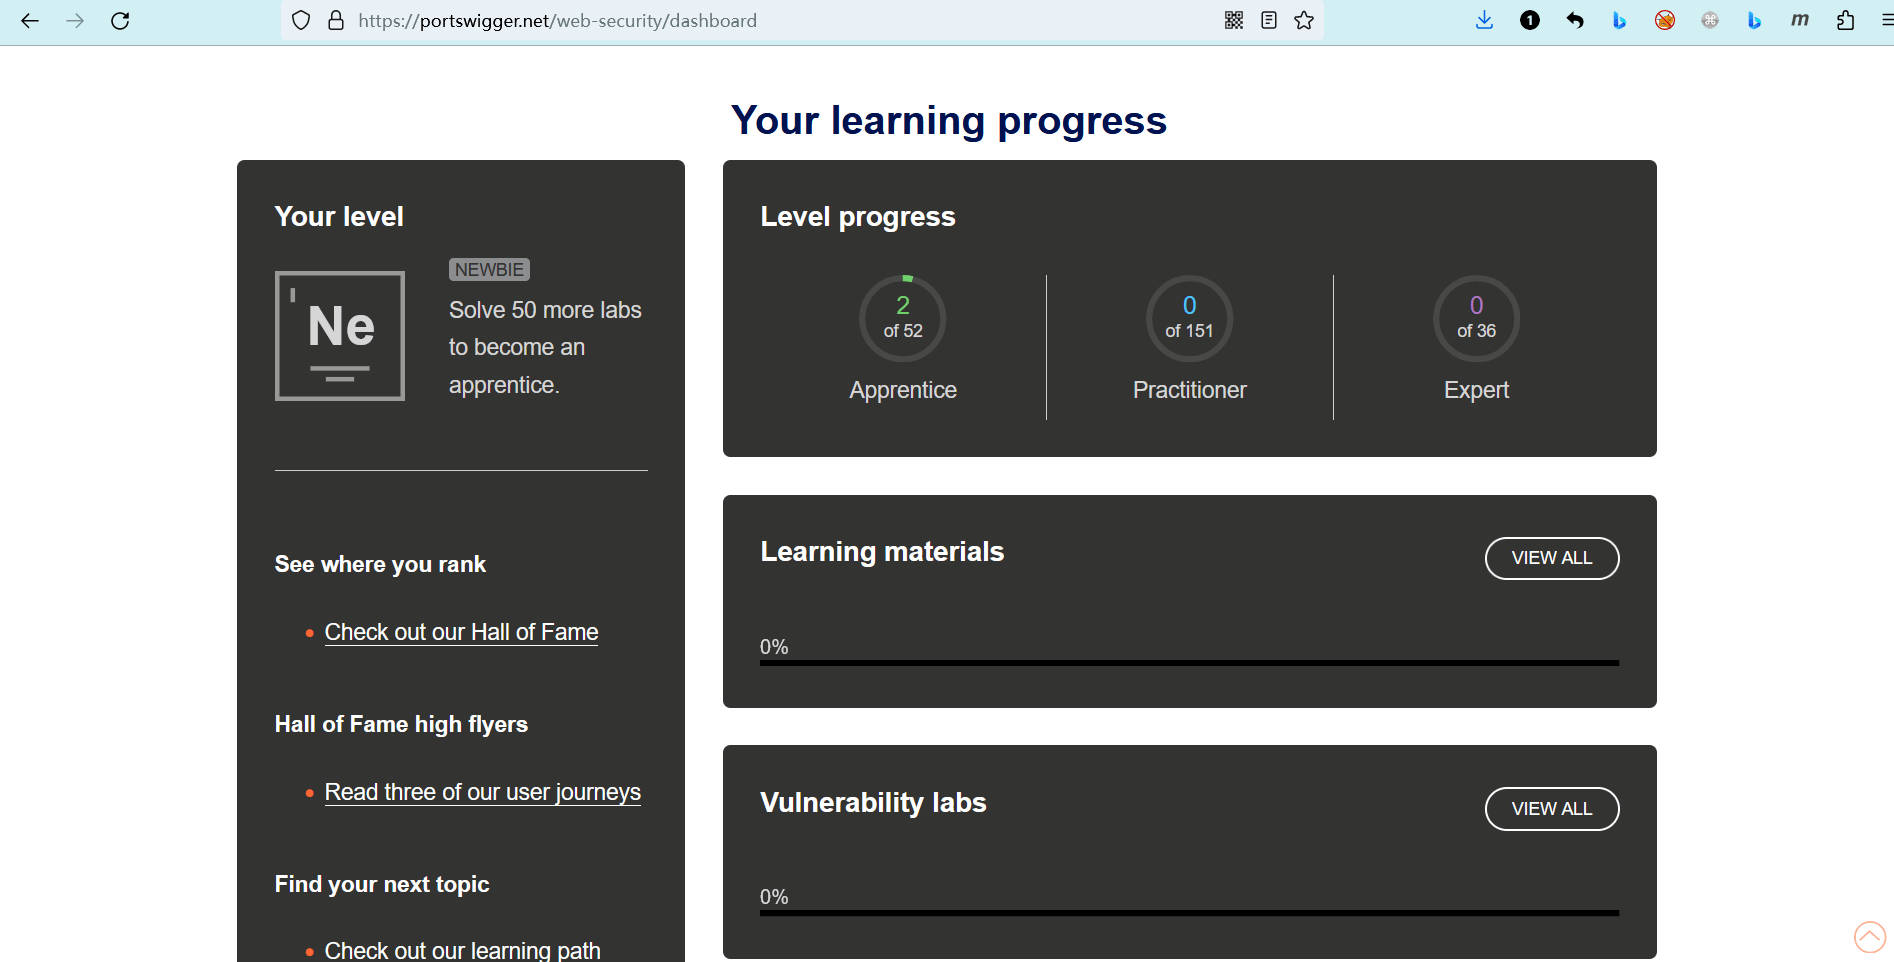 https://portswigger.net/web-security/dashboard
1
m
Your learning progress
Your level
Ne
NEWBIE
Solve 50 more labs
to become an
apprentice.
See where you rank
Check out our Hall of Fame
Hall of Fame high flyers
Read three of our user journeys
Find your next topic
Check out our learning path
Level progress
2
of 52
Apprentice
0
of 151
Practitioner
0
of 36
Expert
Learning materials
VIEW ALL
0%
Vulnerability labs
VIEW ALL
0%